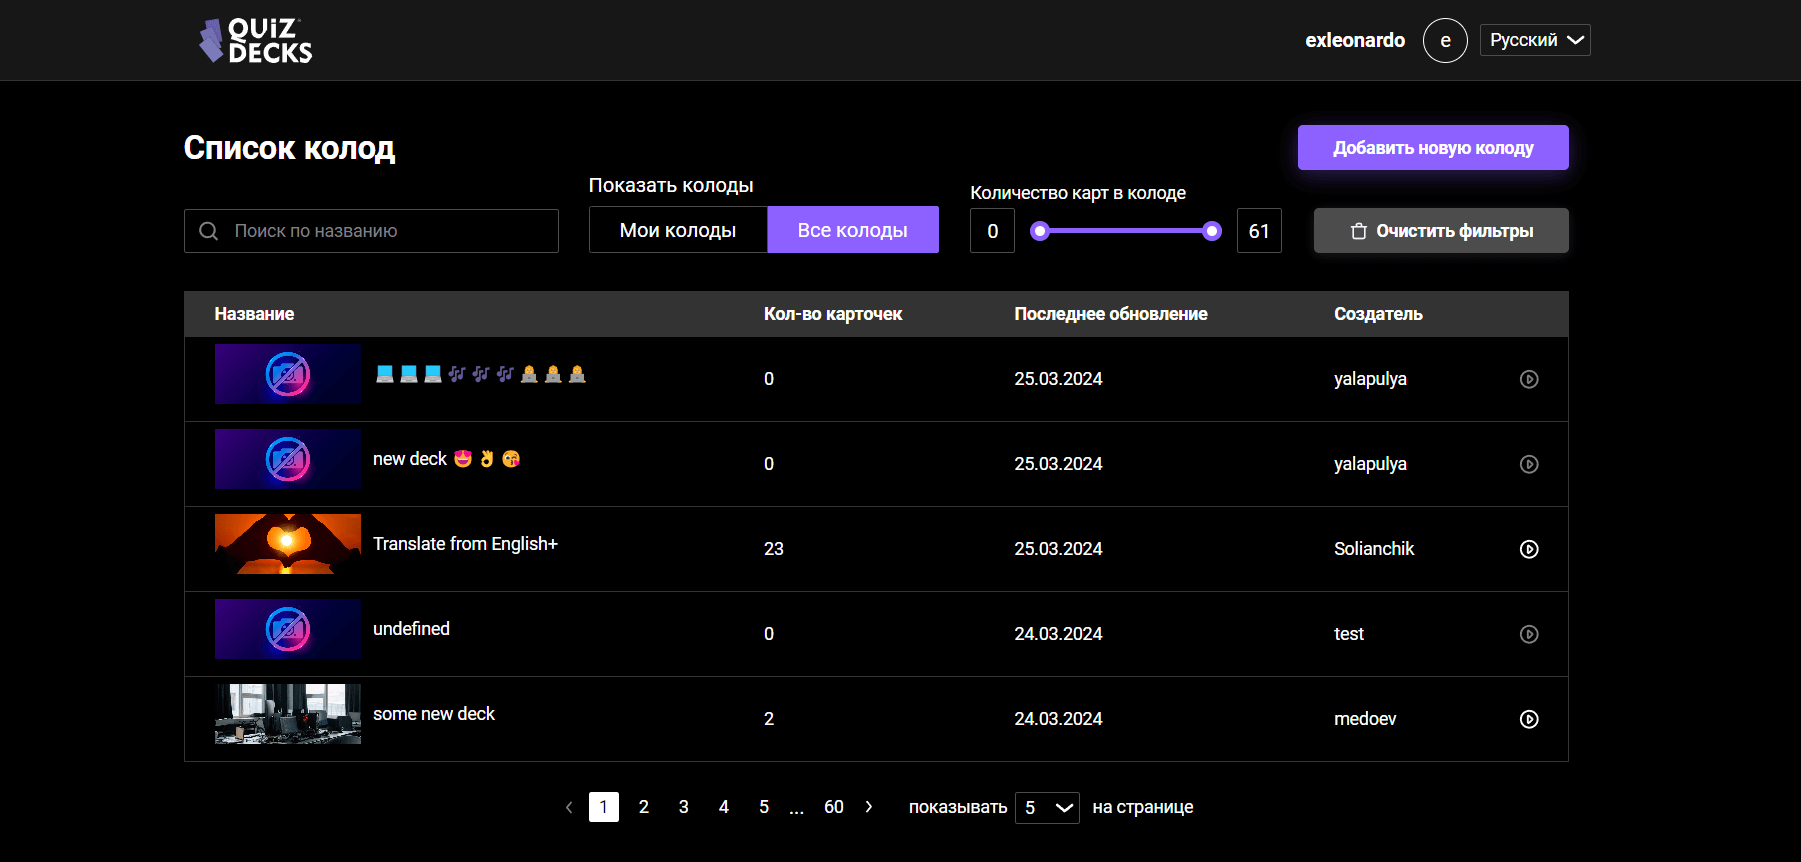 QUIZ
DECKS
exleonardo
e
Русский
Список колод
Добавить новую колоду
Показать колоды
Количество карт в колоде
Поиск по названию
Мои колоды
Все колоды
0
61
Очистить фильтры
Название
Кол-во карточек
Последнее обновление
Создатель
💻💻💻🎶🎶🎶🧑‍💻🧑‍💻🧑‍💻
0
25.03.2024
yalapulya
new deck 😍👌😘
0
25.03.2024
yalapulya
Translate from English+
23
25.03.2024
Solianchik
undefined
0
24.03.2024
test
some new deck
2
24.03.2024
medoev
1 2 3 4 5 ... 60
показывать 5 на странице